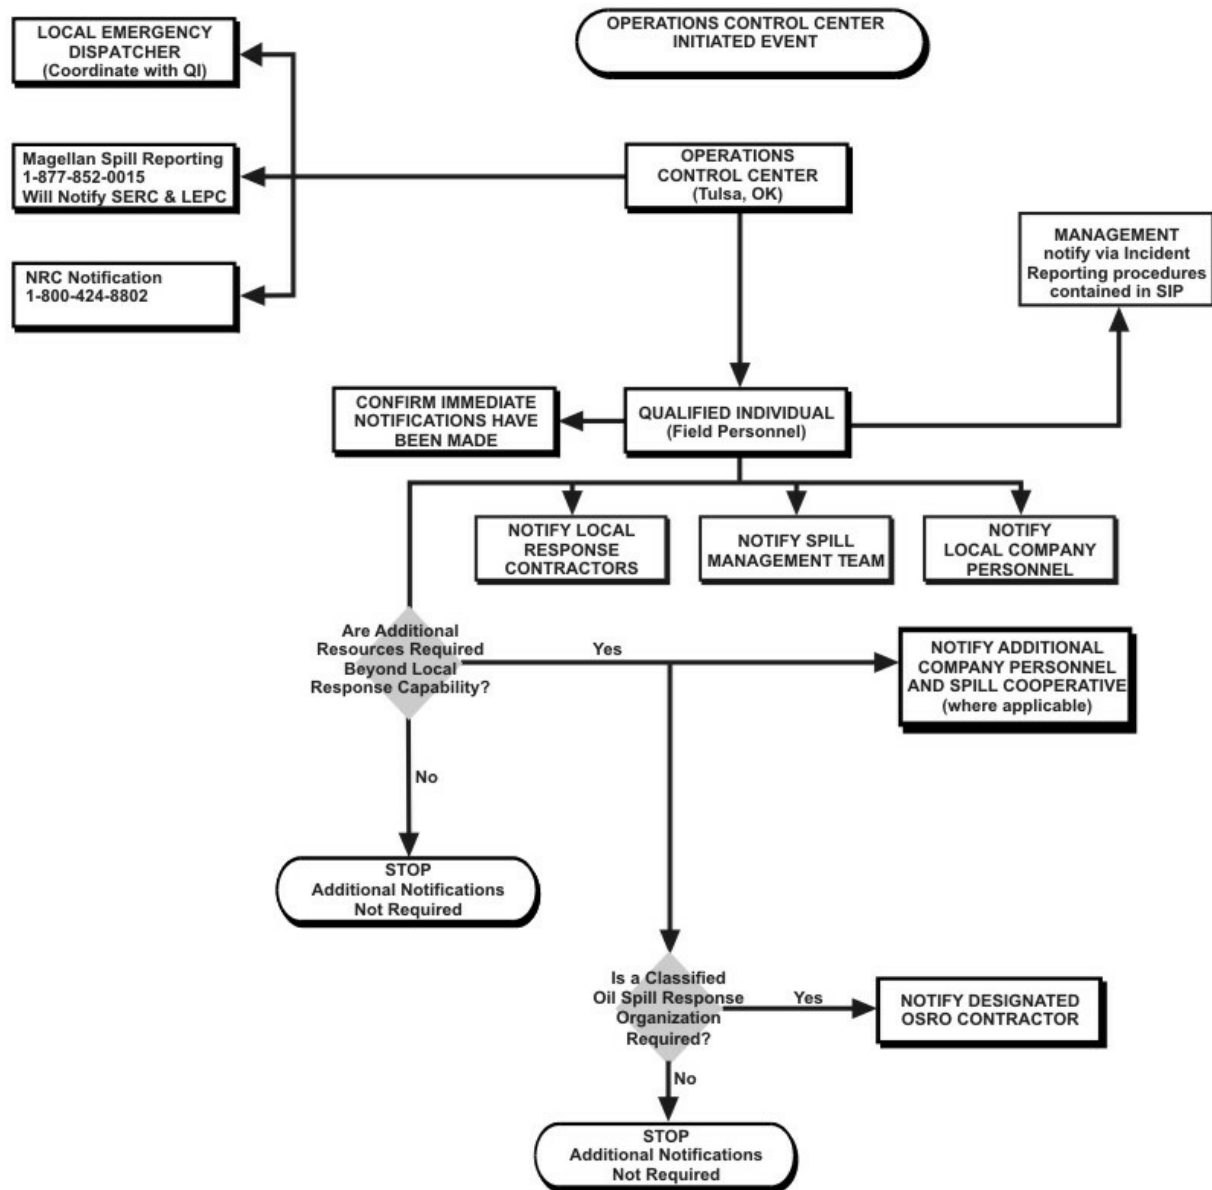 OPERATIONS CONTROL CENTER
INITIATED EVENT
LOCAL EMERGENCY
DISPATCHER
(Coordinate with QI)
Magellan Spill Reporting
1-877-852-0015
Will Notify SERC & LEPC
OPERATIONS
CONTROL CENTER
(Tulsa, OK)
NRC Notification
1-800-424-8802
MANAGEMENT
notify via Incident
Reporting procedures
contained in SIP
CONFIRM IMMEDIATE
NOTIFICATIONS HAVE
BEEN MADE
QUALIFIED INDIVIDUAL
(Field Personnel)
NOTIFY LOCAL
RESPONSE
CONTRACTORS
NOTIFY SPILL
MANAGEMENT TEAM
NOTIFY
LOCAL COMPANY
PERSONNEL
Are Additional
Resources Required
Beyond Local
Response Capability?
Yes
NOTIFY ADDITIONAL
COMPANY PERSONNEL
AND SPILL COOPERATIVE
(where applicable)
No
STOP
Additional Notifications
Not Required
Is a Classified
Oil Spill Response
Organization
Required?
Yes
NOTIFY DESIGNATED
OSRO CONTRACTOR
No
STOP
Additional Notifications
Not Required